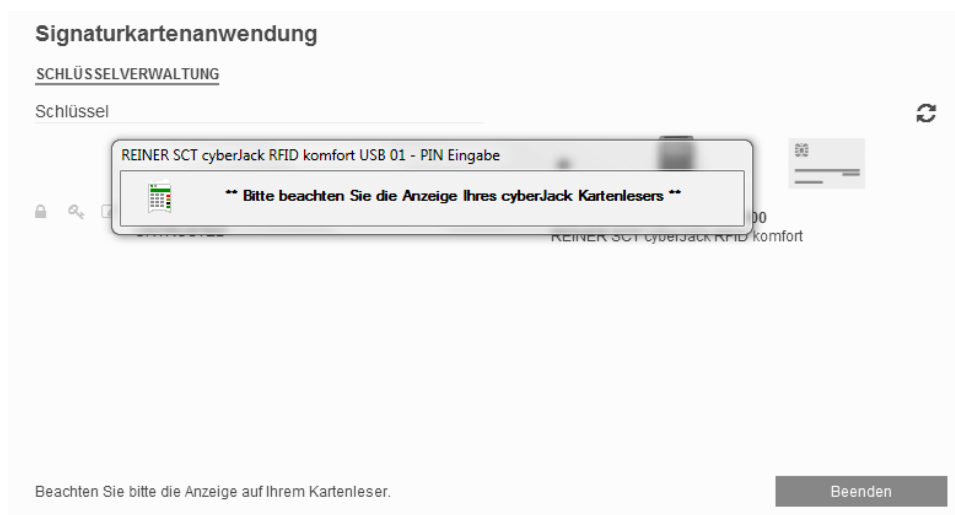 Signaturkartenanwendung
SCHLÜSSELVERWALTUNG
Schlüssel
REINER SCT cyberJack RFID komfort USB 01 - PIN Eingabe
** Bitte beachten Sie die Anzeige Ihres cyberJack Kartenlesers **
00
REINER SCT cyberJack RFID komfort
Beachten Sie bitte die Anzeige auf Ihrem Kartenleser.
Beenden